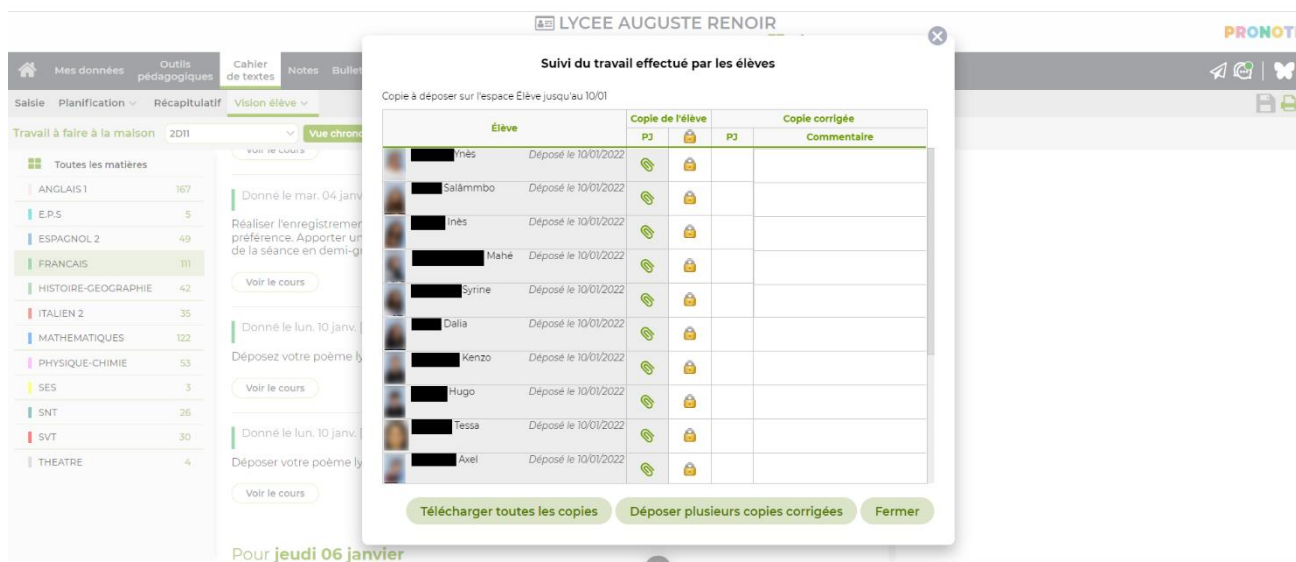 LYCEE AUGUSTE RENOIR
PRONOT
Mes données
Outils
pédagogiques
Cahier
de textes
Notes
Bullet
Saisie
Planification
Récapitulatif
Vision élève
Travail à faire à la maison
2D11
Vue chrono
Toutes les matières
ANGLAIS 1 167
E.P.S 5
ESPAGNOL 2 49
FRANCAIS 111
HISTOIRE-GEOGRAPHIE 42
ITALIEN 2 35
MATHEMATIQUES 122
PHYSIQUE-CHIMIE 53
SES 3
SNT 26
SVT 30
THEATRE 4
Voir le cours
Donné le mar. 04 janv
Réaliser l'enregistremer
préférence. Apporter un
de la séance en demi-g
Voir le cours
Donné le lun. 10 janv. [
Déposez votre poème ly
Voir le cours
Donné le lun. 10 janv. [
Déposer votre poème ly
Voir le cours
Pour jeudi 06 janvier
Suivi du travail effectué par les élèves
Copie à déposer sur l'espace Élève jusqu'au 10/01
Élève
Copie de l'élève
Copie corrigée
PJ
PJ
Commentaire
Ynès Déposé le 10/01/2022
Salâmmbo Déposé le 10/01/2022
Inès Déposé le 10/01/2022
Mahé Déposé le 10/01/2022
Syrine Déposé le 10/01/2022
Dalia Déposé le 10/01/2022
Kenzo Déposé le 10/01/2022
Hugo Déposé le 10/01/2022
Tessa Déposé le 10/01/2022
Axel Déposé le 10/01/2022
Télécharger toutes les copies
Déposer plusieurs copies corrigées
Fermer